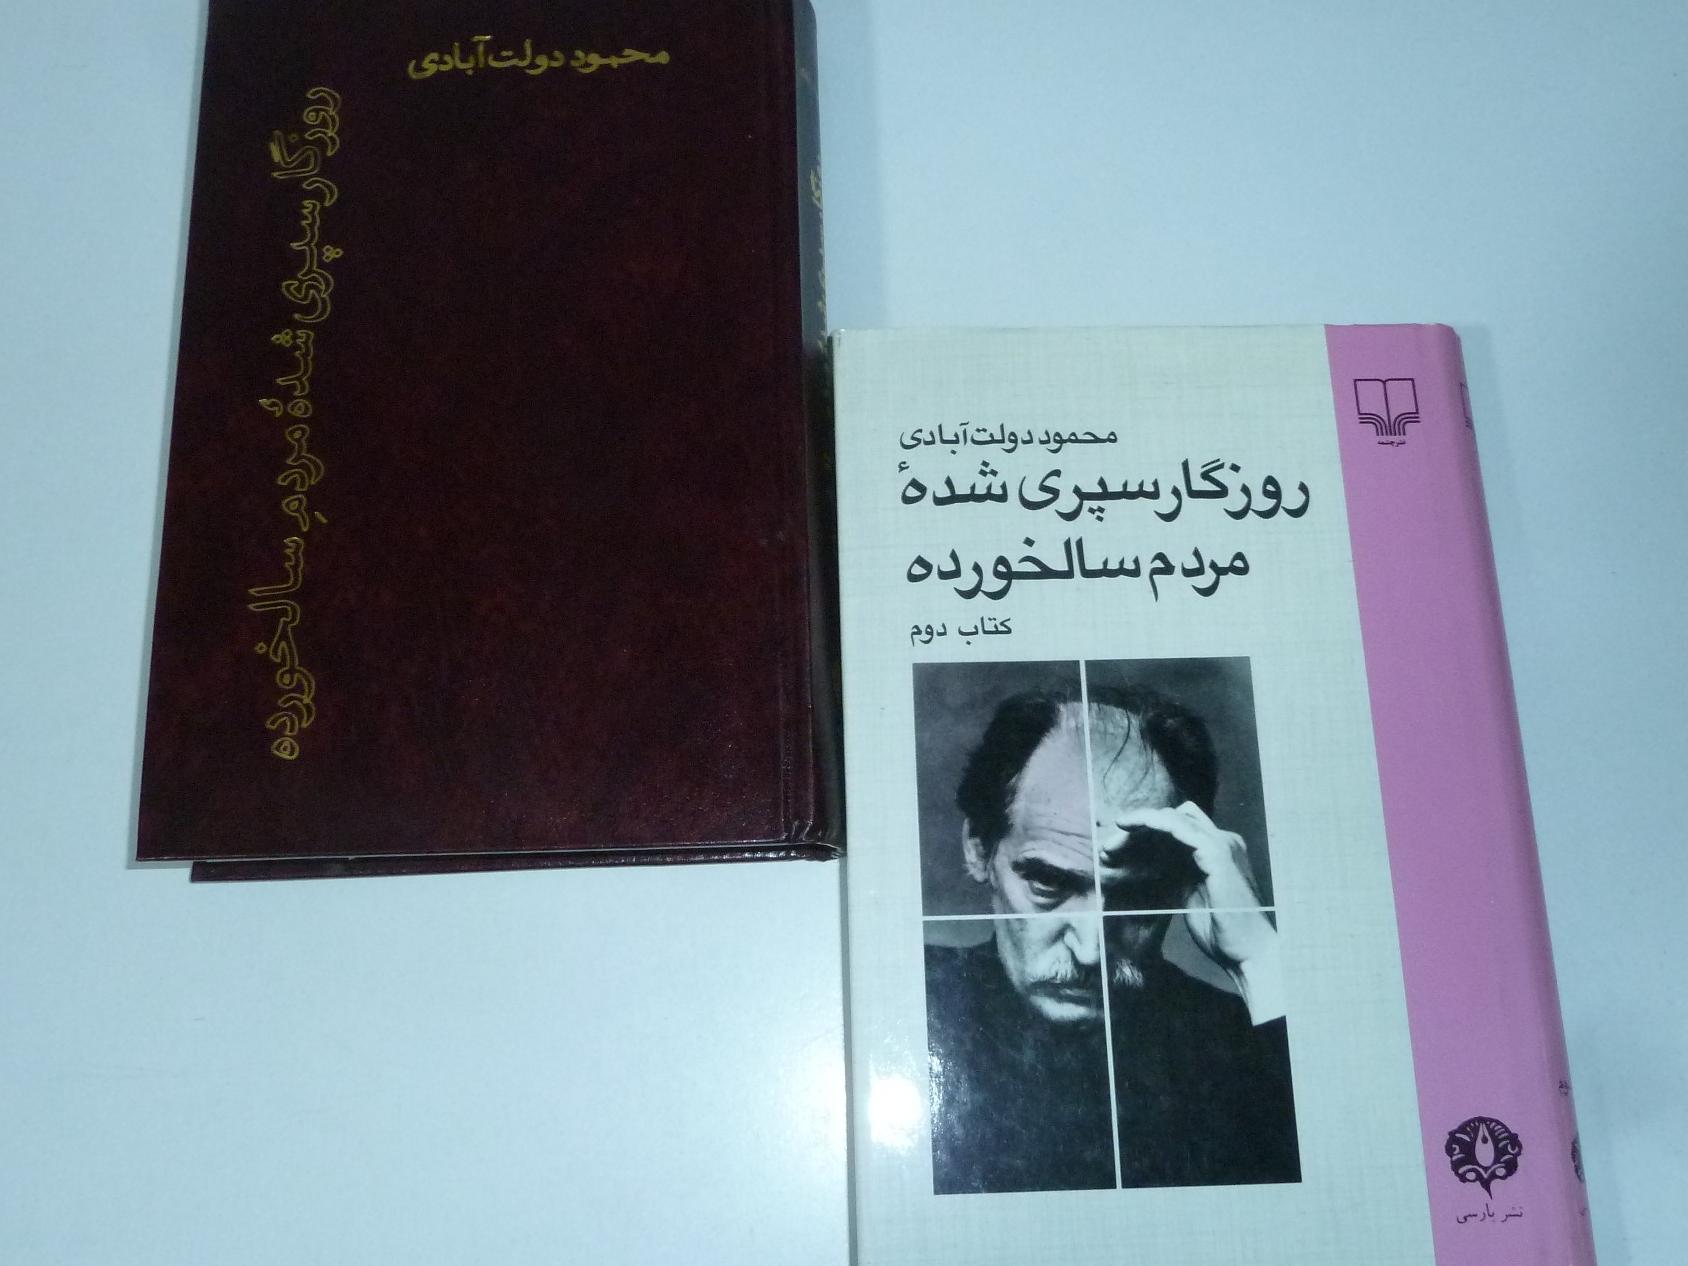 محمود دولت‌آبادی
روزگار سپری شدهٔ مردمِ سالخورده
محمود دولت‌آبادی
روزگار سپری شدهٔ
مردم سالخورده
کتاب دوم
نشرچشمه
نشر پارسی